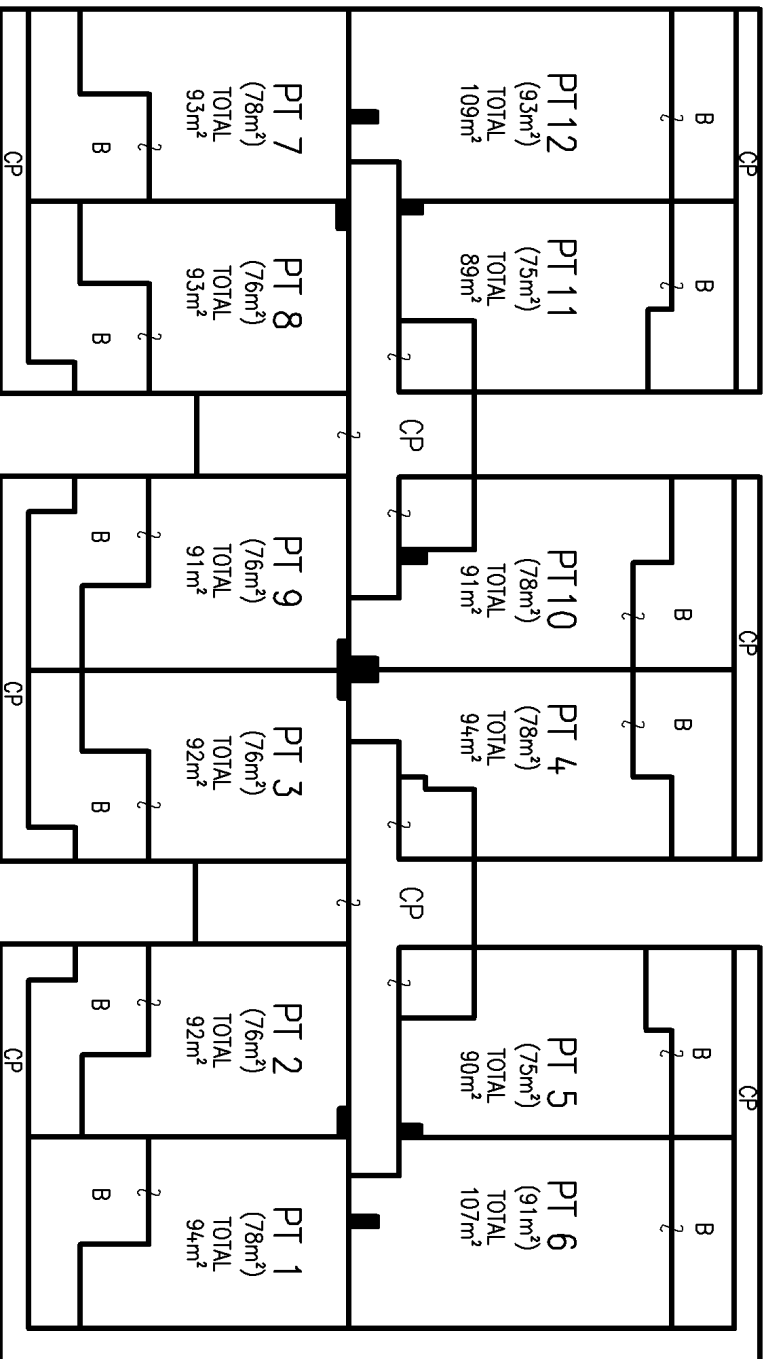 CP
CP
CP
B
B
B
B
B
B
PT 12
(93m²)
TOTAL
109m²
PT 11
(75m²)
TOTAL
89m²
PT 10
(78m²)
TOTAL
91m²
PT 4
(78m²)
TOTAL
94m²
PT 5
(75m²)
TOTAL
90m²
PT 6
(91m²)
TOTAL
107m²
CP
CP
PT 7
(78m²)
TOTAL
93m²
PT 8
(76m²)
TOTAL
93m²
PT 9
(76m²)
TOTAL
91m²
PT 3
(76m²)
TOTAL
92m²
PT 2
(76m²)
TOTAL
92m²
PT 1
(78m²)
TOTAL
94m²
B
B
B
B
B
B
CP
CP
CP